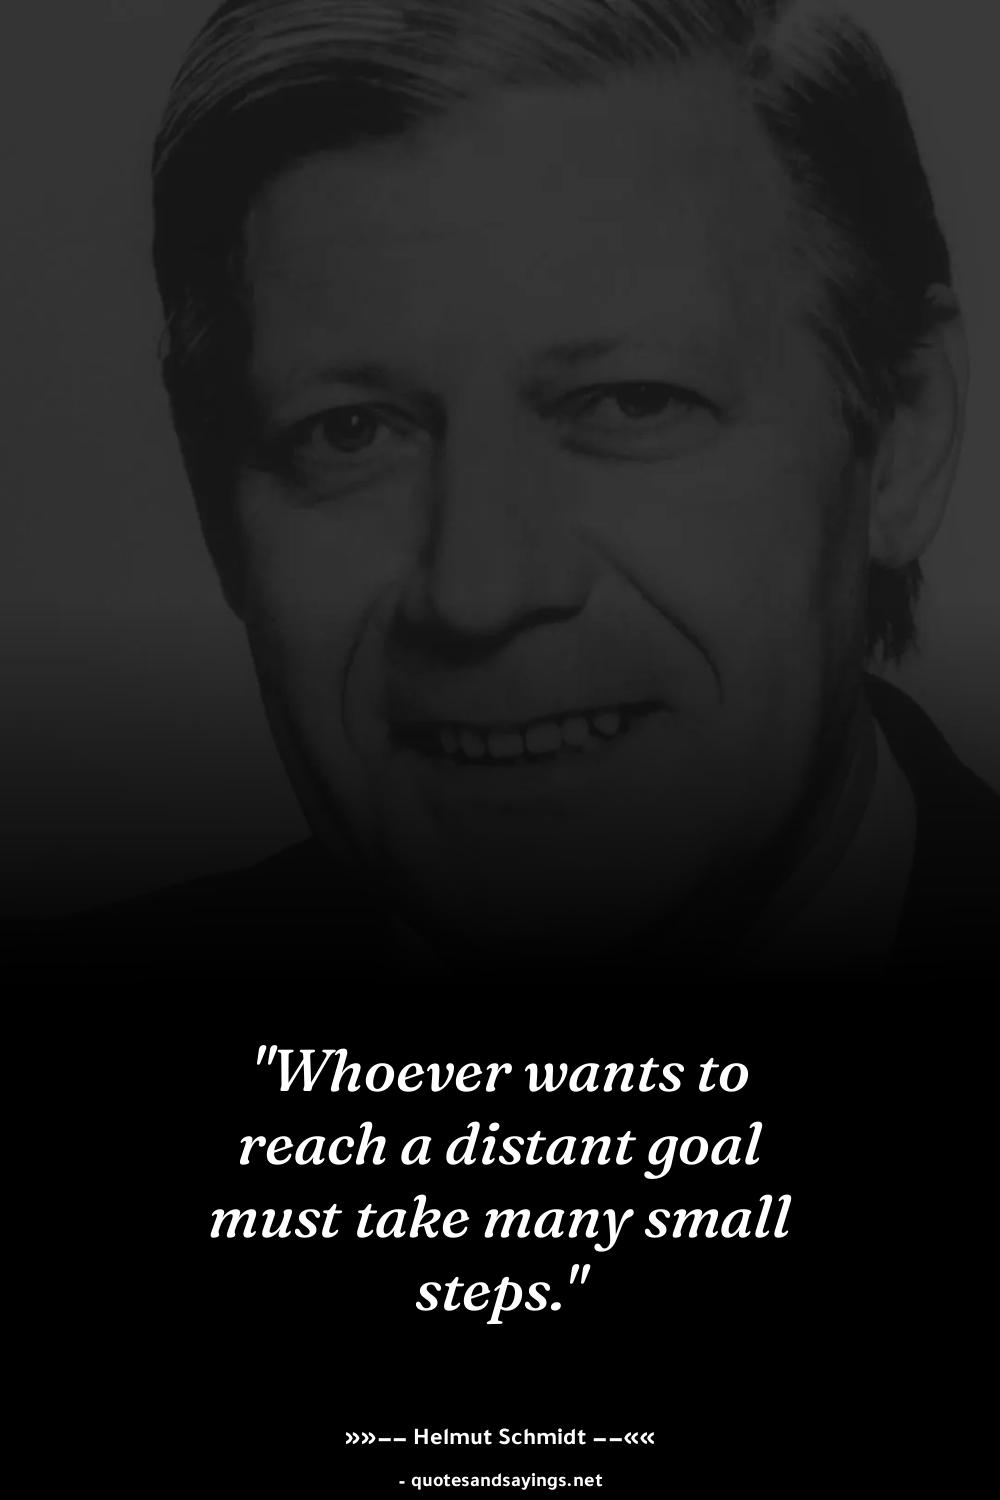 "Whoever wants to
reach a distant goal
must take many small
steps."
»»–– Helmut Schmidt ––««
- quotesandsayings.net